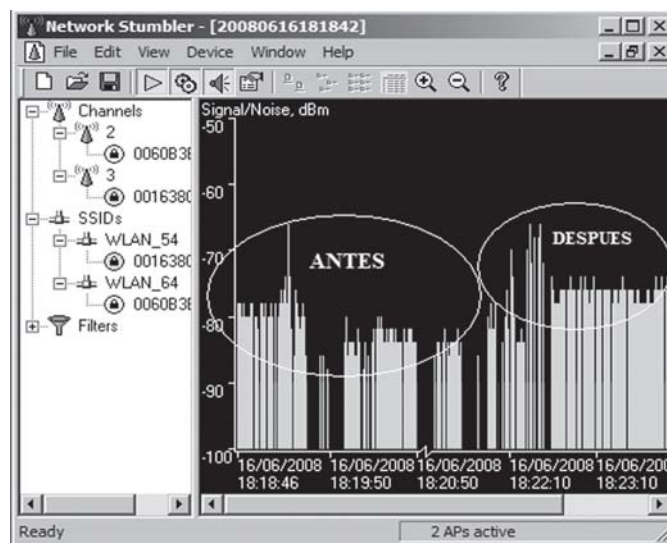 Network Stumbler - [20080616181842]
File Edit View Device Window Help
Channels
2
0060B3E
3
0016380
SSIDs
WLAN_54
0016380
WLAN_64
0060B3E
Filters
Signal/Noise, dBm
-50
-60
-70
-80
-90
-100
ANTES
DESPUES
16/06/2008 16/06/2008 16/06/2008 16/06/2008 16/06/200
18:18:46 18:19:50 18:20:50 18:22:10 18:23:10
Ready
2 APs active